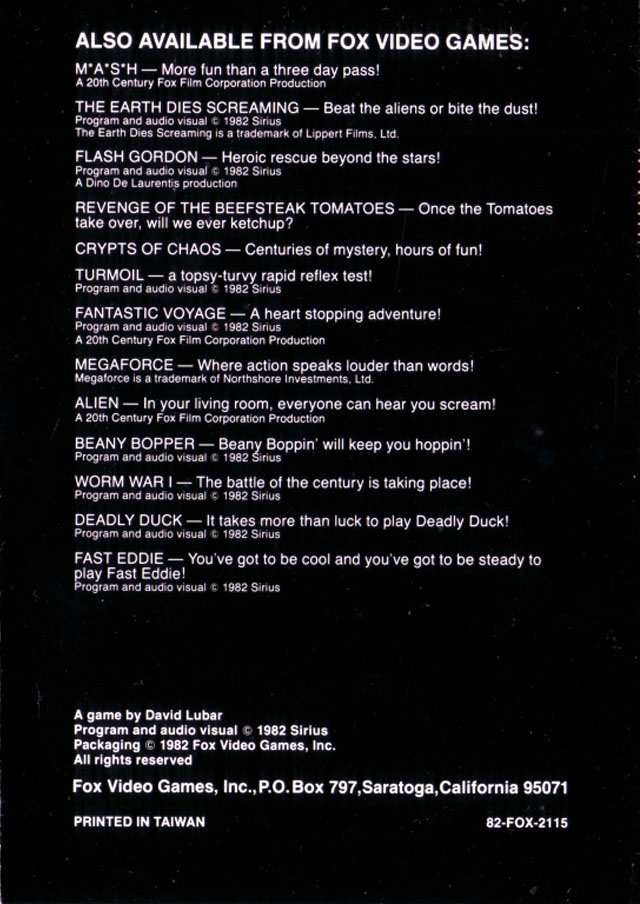 ALSO AVAILABLE FROM FOX VIDEO GAMES:
M*A*S*H — More fun than a three day pass!
A 20th Century Fox Film Corporation Production
THE EARTH DIES SCREAMING — Beat the aliens or bite the dust!
Program and audio visual © 1982 Sirius
The Earth Dies Screaming is a trademark of Lippert Films, Ltd.
FLASH GORDON — Heroic rescue beyond the stars!
Program and audio visual © 1982 Sirius
A Dino De Laurentis production
REVENGE OF THE BEEFSTEAK TOMATOES — Once the Tomatoes
take over, will we ever ketchup?
CRYPTS OF CHAOS — Centuries of mystery, hours of fun!
TURMOIL — a topsy-turvy rapid reflex test!
Program and audio visual © 1982 Sirius
FANTASTIC VOYAGE — A heart stopping adventure!
Program and audio visual © 1982 Sirius
A 20th Century Fox Film Corporation Production
MEGAFORCE — Where action speaks louder than words!
Megaforce is a trademark of Northshore Investments, Ltd.
ALIEN — In your living room, everyone can hear you scream!
A 20th Century Fox Film Corporation Production
BEANY BOPPER — Beany Boppin' will keep you hoppin'!
Program and audio visual © 1982 Sirius
WORM WAR I — The battle of the century is taking place!
Program and audio visual © 1982 Sirius
DEADLY DUCK — It takes more than luck to play Deadly Duck!
Program and audio visual © 1982 Sirius
FAST EDDIE — You've got to be cool and you've got to be steady to
play Fast Eddie!
Program and audio visual © 1982 Sirius
A game by David Lubar
Program and audio visual © 1982 Sirius
Packaging © 1982 Fox Video Games, Inc.
All rights reserved
Fox Video Games, Inc., P.O. Box 797, Saratoga, California 95071
PRINTED IN TAIWAN 82-FOX-2115